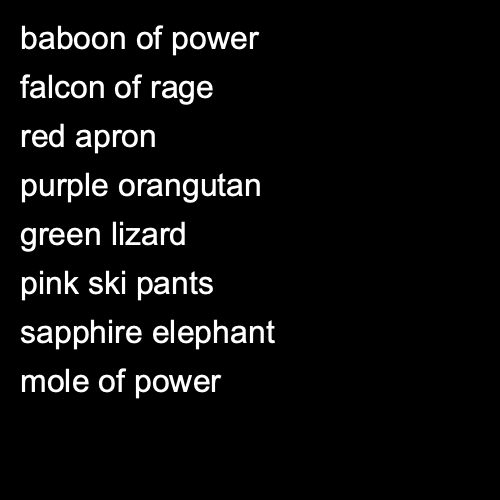 baboon of power
falcon of rage
red apron
purple orangutan
green lizard
pink ski pants
sapphire elephant
mole of power